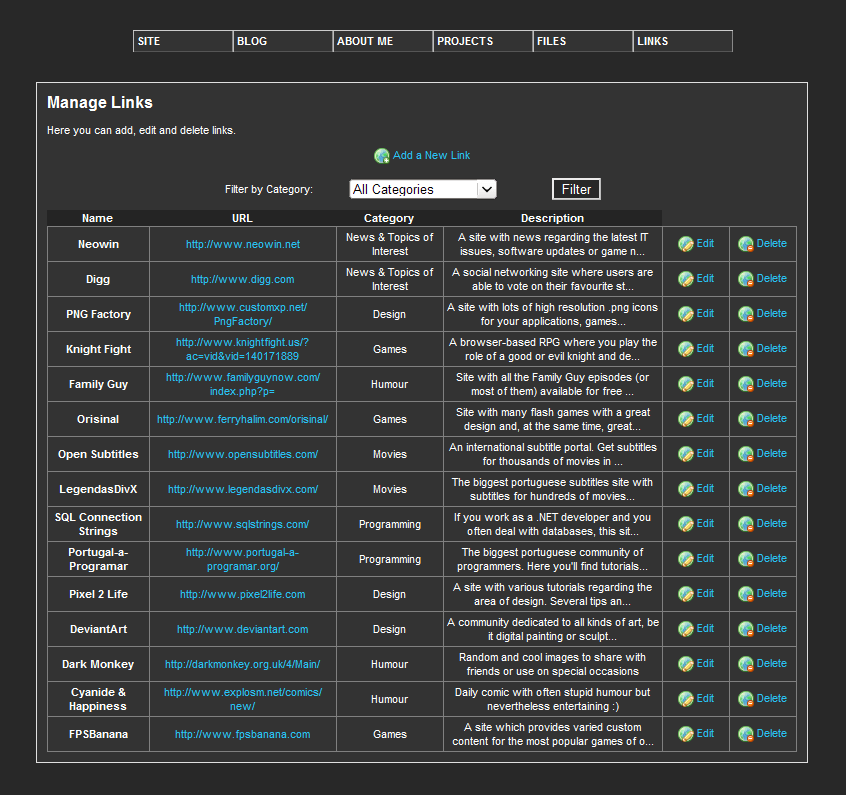 SITE BLOG ABOUT ME PROJECTS FILES LINKS
Manage Links
Here you can add, edit and delete links.
Add a New Link
Filter by Category: All Categories Filter
Name URL Category Description
Neowin http://www.neowin.net News & Topics of Interest A site with news regarding the latest IT issues, software updates or game n... Edit Delete
Digg http://www.digg.com News & Topics of Interest A social networking site where users are able to vote on their favourite st... Edit Delete
PNG Factory http://www.customxp.net/PngFactory/ Design A site with lots of high resolution .png icons for your applications, games... Edit Delete
Knight Fight http://www.knightfight.us/?ac=vid&vid=140171889 Games A browser-based RPG where you play the role of a good or evil knight and de... Edit Delete
Family Guy http://www.familyguynow.com/index.php?p= Humour Site with all the Family Guy episodes (or most of them) available for free ... Edit Delete
Orisinal http://www.ferryhalim.com/orisinal/ Games Site with many flash games with a great design and, at the same time, great... Edit Delete
Open Subtitles http://www.opensubtitles.com/ Movies An international subtitle portal. Get subtitles for thousands of movies in ... Edit Delete
LegendasDivX http://www.legendasdivx.com/ Movies The biggest portuguese subtitles site with subtitles for hundreds of movies... Edit Delete
SQL Connection Strings http://www.sqlstrings.com/ Programming If you work as a .NET developer and you often deal with databases, this sit... Edit Delete
Portugal-a-Programar http://www.portugal-a-programar.org/ Programming The biggest portuguese community of programmers. Here you'll find tutorials... Edit Delete
Pixel 2 Life http://www.pixel2life.com Design A site with various tutorials regarding the area of design. Several tips an... Edit Delete
DeviantArt http://www.deviantart.com Design A community dedicated to all kinds of art, be it digital painting or sculpt... Edit Delete
Dark Monkey http://darkmonkey.org.uk/4/Main/ Humour Random and cool images to share with friends or use on special occasions Edit Delete
Cyanide & Happiness http://www.explosm.net/comics/new/ Humour Daily comic with often stupid humour but nevertheless entertaining :) Edit Delete
FPSBanana http://www.fpsbanana.com Games A site which provides varied custom content for the most popular games of o... Edit Delete